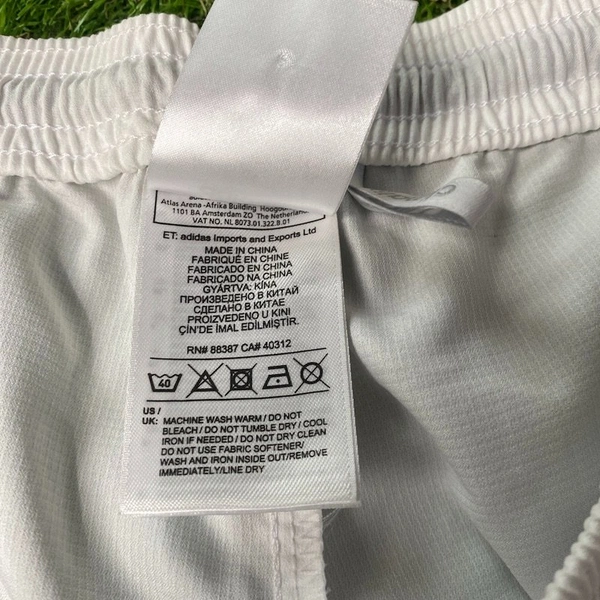 Atlas Arena -Afrika Building Hoogoo
1101 BA Amsterdam ZO The Netherlan
VAT NO. NL 8073.01.322.B.01
ET: adidas Imports and Exports Ltd
MADE IN CHINA
FABRIQUÉ EN CHINE
FABRICADO EN CHINA
FABRICADO NA CHINA
GYÁRTVA: KÍNA
ПРОИЗВЕДЕНО В КИТАЙ
СДЕЛАНО В КИТАЕ
PROIZVEDENO U KINI
ÇİN'DE İMAL EDİLMİŞTİR.
RN# 88387 CA# 40312
40
US /
UK: MACHINE WASH WARM / DO NOT
BLEACH / DO NOT TUMBLE DRY / COOL
IRON IF NEEDED / DO NOT DRY CLEAN
DO NOT USE FABRIC SOFTENER/
WASH AND IRON INSIDE OUT/REMOVE
IMMEDIATELY/LINE DRY